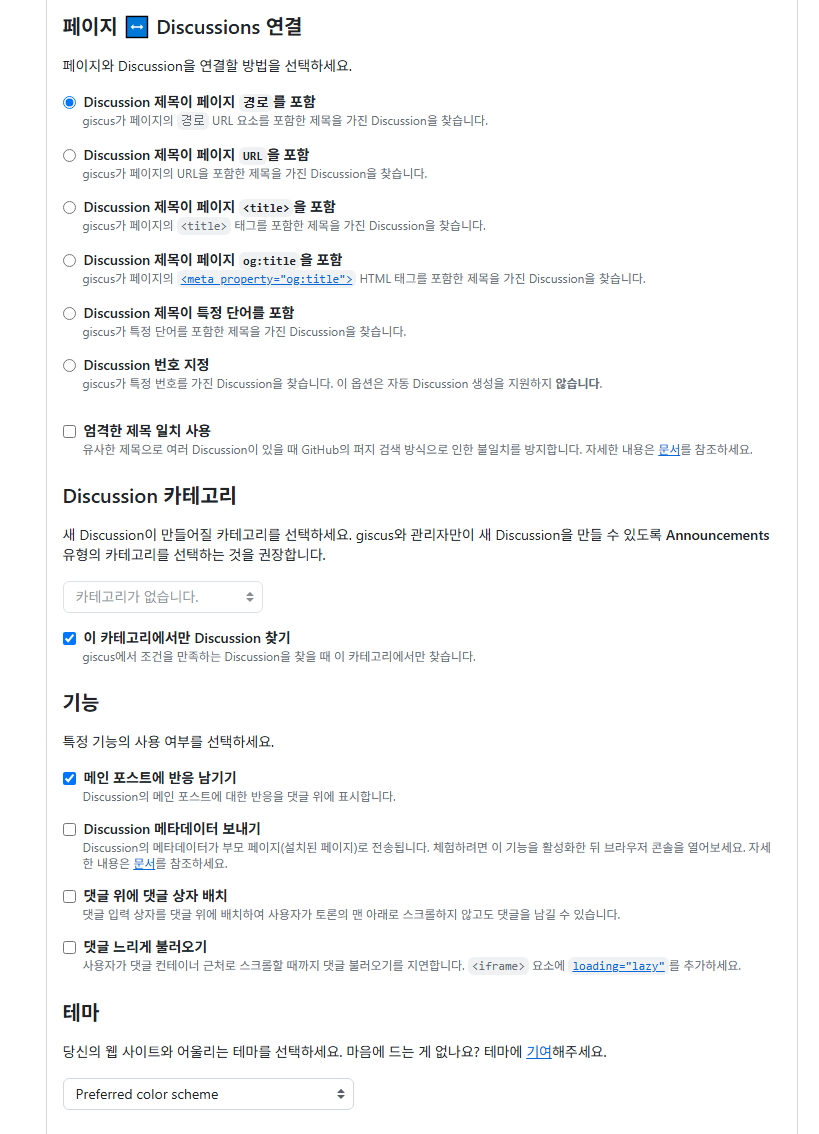 페이지 ↔ Discussions 연결
페이지와 Discussion을 연결할 방법을 선택하세요.
Discussion 제목이 페이지 경로 를 포함
giscus가 페이지의 경로 URL 요소를 포함한 제목을 가진 Discussion을 찾습니다.
Discussion 제목이 페이지 URL 을 포함
giscus가 페이지의 URL을 포함한 제목을 가진 Discussion을 찾습니다.
Discussion 제목이 페이지 <title> 을 포함
giscus가 페이지의 <title> 태그를 포함한 제목을 가진 Discussion을 찾습니다.
Discussion 제목이 페이지 og:title 을 포함
giscus가 페이지의 <meta property="og:title"> HTML 태그를 포함한 제목을 가진 Discussion을 찾습니다.
Discussion 제목이 특정 단어를 포함
giscus가 특정 단어를 포함한 제목을 가진 Discussion을 찾습니다.
Discussion 번호 지정
giscus가 특정 번호를 가진 Discussion을 찾습니다. 이 옵션은 자동 Discussion 생성을 지원하지 않습니다.
엄격한 제목 일치 사용
유사한 제목으로 여러 Discussion이 있을 때 GitHub의 퍼지 검색 방식으로 인한 불일치를 방지합니다. 자세한 내용은 문서를 참조하세요.
Discussion 카테고리
새 Discussion이 만들어질 카테고리를 선택하세요. giscus와 관리자만이 새 Discussion을 만들 수 있도록 Announcements
유형의 카테고리를 선택하는 것을 권장합니다.
카테고리가 없습니다.
이 카테고리에서만 Discussion 찾기
giscus에서 조건을 만족하는 Discussion을 찾을 때 이 카테고리에서만 찾습니다.
기능
특정 기능의 사용 여부를 선택하세요.
메인 포스트에 반응 남기기
Discussion의 메인 포스트에 대한 반응을 댓글 위에 표시합니다.
Discussion 메타데이터 보내기
Discussion의 메타데이터가 부모 페이지(설치된 페이지)로 전송됩니다. 체험하려면 이 기능을 활성화한 뒤 브라우저 콘솔을 열어보세요. 자세
한 내용은 문서를 참조하세요.
댓글 위에 댓글 상자 배치
댓글 입력 상자를 댓글 위에 배치하여 사용자가 토론의 맨 아래로 스크롤하지 않고도 댓글을 남길 수 있습니다.
댓글 느리게 불러오기
사용자가 댓글 컨테이너 근처로 스크롤할 때까지 댓글 불러오기를 지연합니다. <iframe> 요소에 loading="lazy" 를 추가하세요.
테마
당신의 웹 사이트와 어울리는 테마를 선택하세요. 마음에 드는 게 없나요? 테마에 기여해주세요.
Preferred color scheme